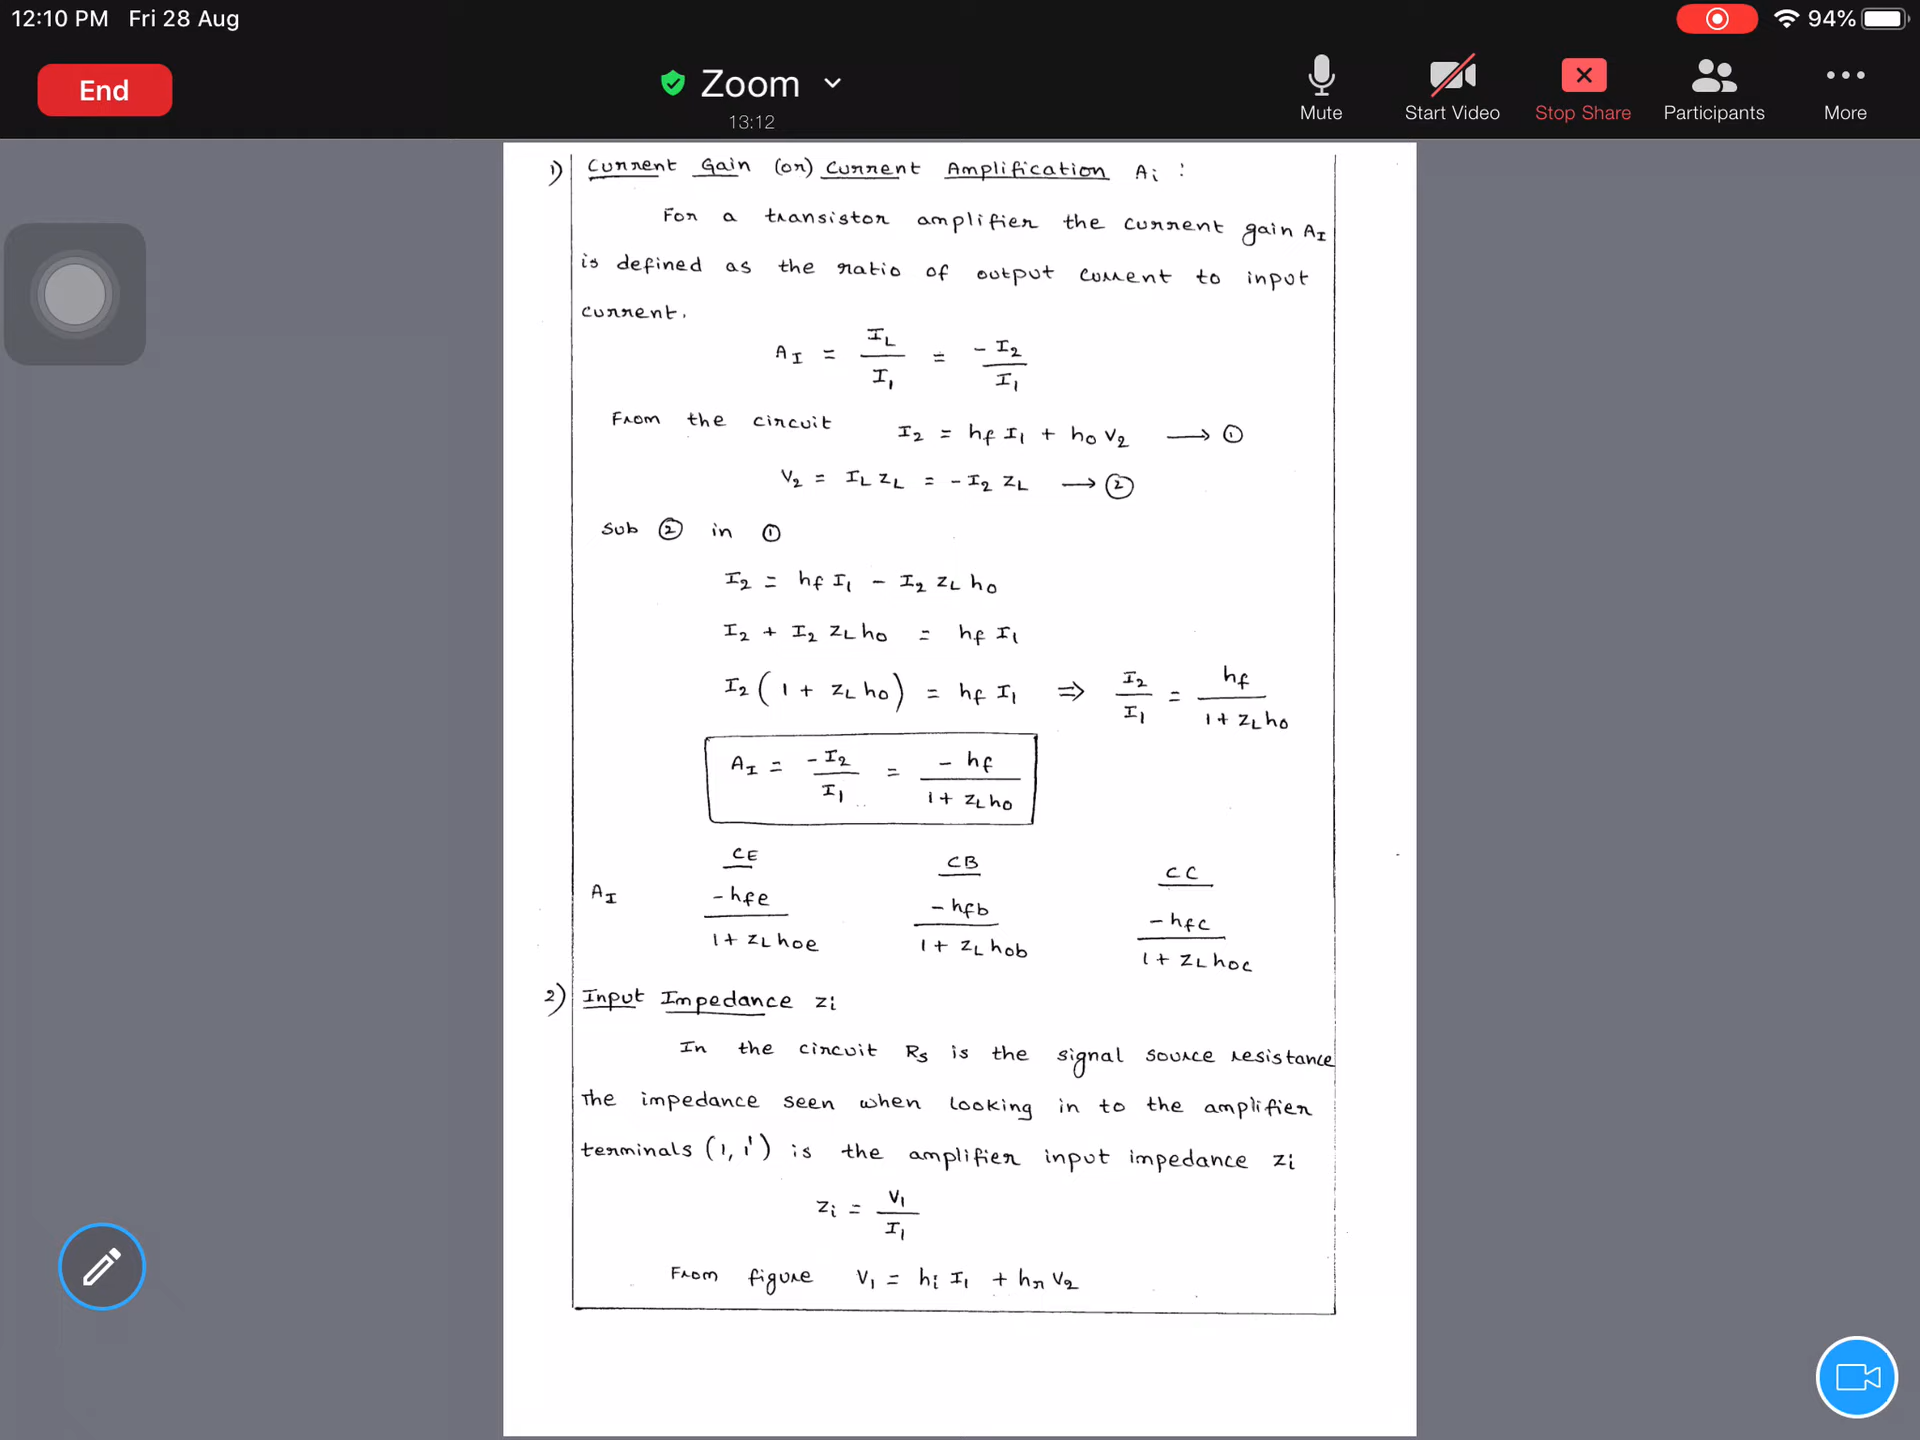 12:10 PM Fri 28 Aug 94%
End Zoom Mute Start Video Stop Share Participants More
13:12
1) Current Gain (or) Current Amplification Ai :
For a transistor amplifier the current gain AI
is defined as the ratio of output current to input
current.
AI = IL / I1 = -I2 / I1
From the circuit I2 = hf I1 + ho V2 → ①
V2 = IL ZL = -I2 ZL → ②
Sub ② in ①
I2 = hf I1 - I2 ZL ho
I2 + I2 ZL ho = hf I1
I2 (1 + ZL ho) = hf I1 ⇒ I2 / I1 = hf / 1 + ZL ho
AI = -I2 / I1 = -hf / 1 + ZL ho
CE CB CC
AI -hfe / 1 + ZL hoe -hfb / 1 + ZL hob -hfc / 1 + ZL hoc
2) Input Impedance Zi
In the circuit Rs is the signal source resistance
The impedance seen when looking in to the amplifier
terminals (1, 1') is the amplifier input impedance Zi
Zi = V1 / I1
From figure V1 = hi I1 + hr V2